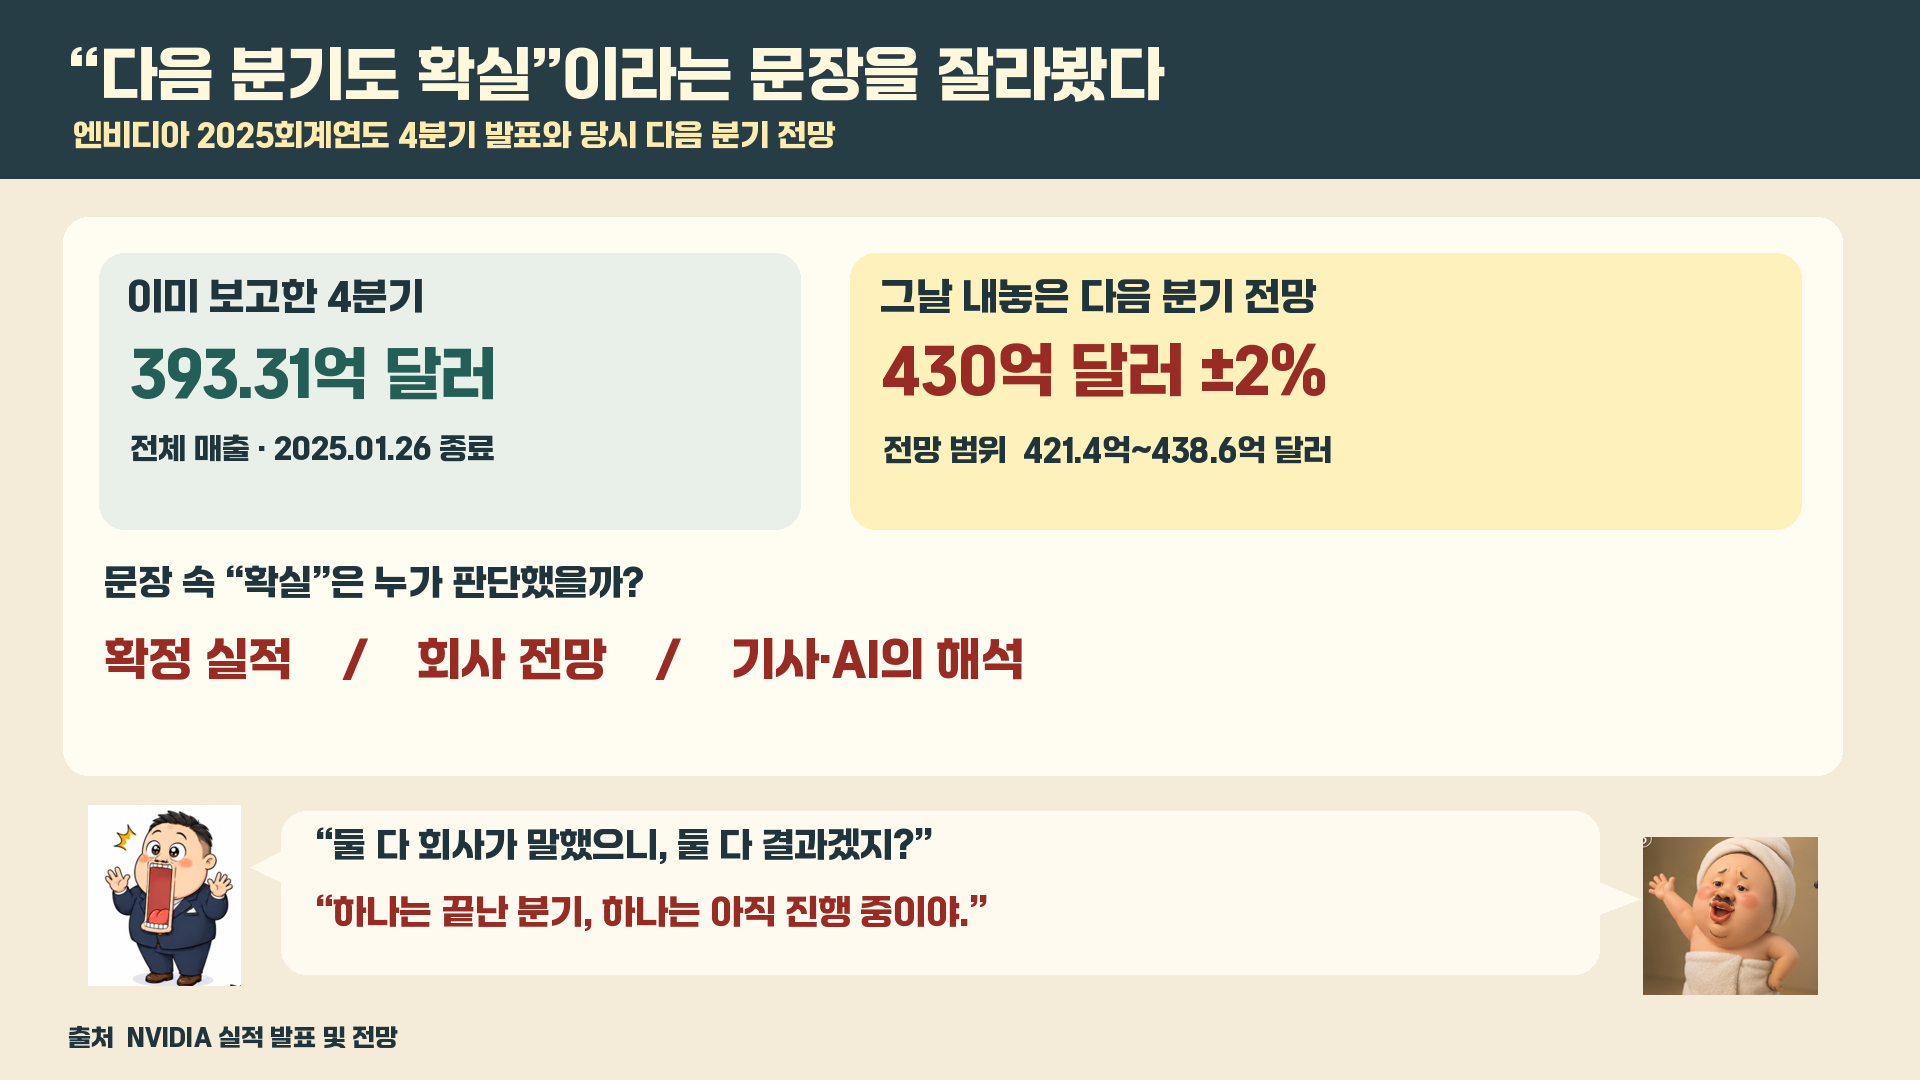 “다음 분기도 확실”이라는 문장을 잘라봤다
엔비디아 2025회계연도 4분기 발표와 당시 다음 분기 전망
이미 보고한 4분기
393.31억 달러
전체 매출 · 2025.01.26 종료
그날 내놓은 다음 분기 전망
430억 달러 ±2%
전망 범위 421.4억~438.6억 달러
문장 속 “확실”은 누가 판단했을까?
확정 실적 / 회사 전망 / 기사·AI의 해석
“둘 다 회사가 말했으니, 둘 다 결과겠지?”
“하나는 끝난 분기, 하나는 아직 진행 중이야.”
출처 NVIDIA 실적 발표 및 전망